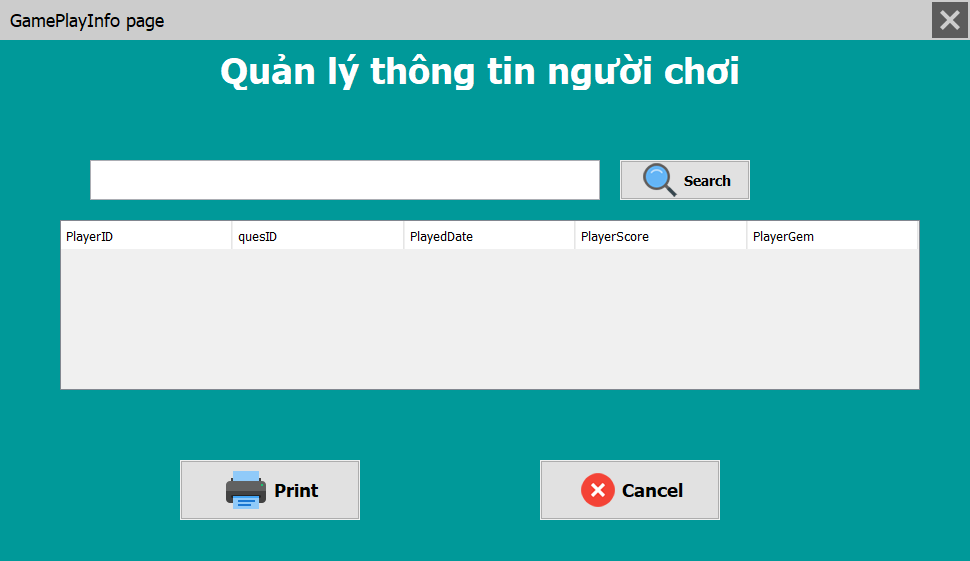 GamePlayInfo page
Quản lý thông tin người chơi
Search
PlayerID quesID PlayedDate PlayerScore PlayerGem
Print Cancel